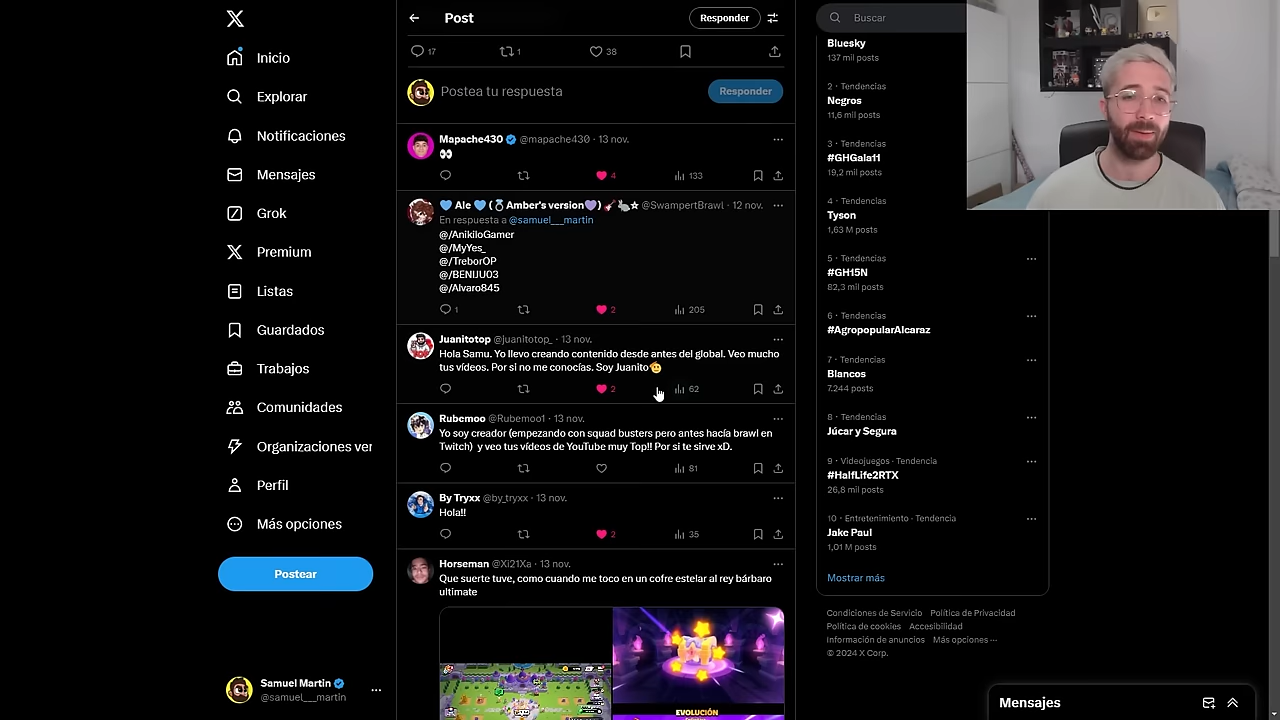 Inicio
Explorar
Notificaciones
Mensajes
Grok
Premium
Listas
Guardados
Trabajos
Comunidades
Organizaciones ver
Perfil
Más opciones
Postear
Samuel Martin
@samuel___martin
Post
Responder
17
1
38
Postea tu respuesta
Responder
Mapache430 @mapache430 · 13 nov.
4
133
Ale (Amber's version) @SwampertBrawl · 12 nov.
En respuesta a @samuel___martin
@/AnikiloGamer
@/MyYes_
@/TreborOP
@/BENIJU03
@/Alvaro845
1
2
205
Juanitotop @juanitotop_ · 13 nov.
Hola Samu. Yo llevo creando contenido desde antes del global. Veo mucho
tus vídeos. Por si no me conocías. Soy Juanito
2
62
Rubemoo @Rubemoo1 · 13 nov.
Yo soy creador (empezando con squad busters pero antes hacía brawl en
Twitch) y veo tus vídeos de YouTube muy Top!! Por si te sirve xD.
81
By Tryxx @by_tryxx · 13 nov.
Hola!!
2
35
Horseman @Xi21Xa · 13 nov.
Que suerte tuve, como cuando me toco en un cofre estelar al rey bárbaro
ultimate
EVOLUCIÓN
Buscar
Bluesky
137 mil posts
2 · Tendencias
Negros
11,6 mil posts
3 · Tendencias
#GHGala11
19,2 mil posts
4 · Tendencias
Tyson
1,63 M posts
5 · Tendencias
#GH15N
82,3 mil posts
6 · Tendencias
#AgropopularAlcaraz
7 · Tendencias
Blancos
7.244 posts
8 · Tendencias
Júcar y Segura
9 · Videojuegos · Tendencia
#HalfLife2RTX
26,8 mil posts
10 · Entretenimiento · Tendencia
Jake Paul
1,01 M posts
Mostrar más
Condiciones de Servicio Política de Privacidad
Política de cookies Accesibilidad
Información de anuncios Más opciones ···
© 2024 X Corp.
Mensajes